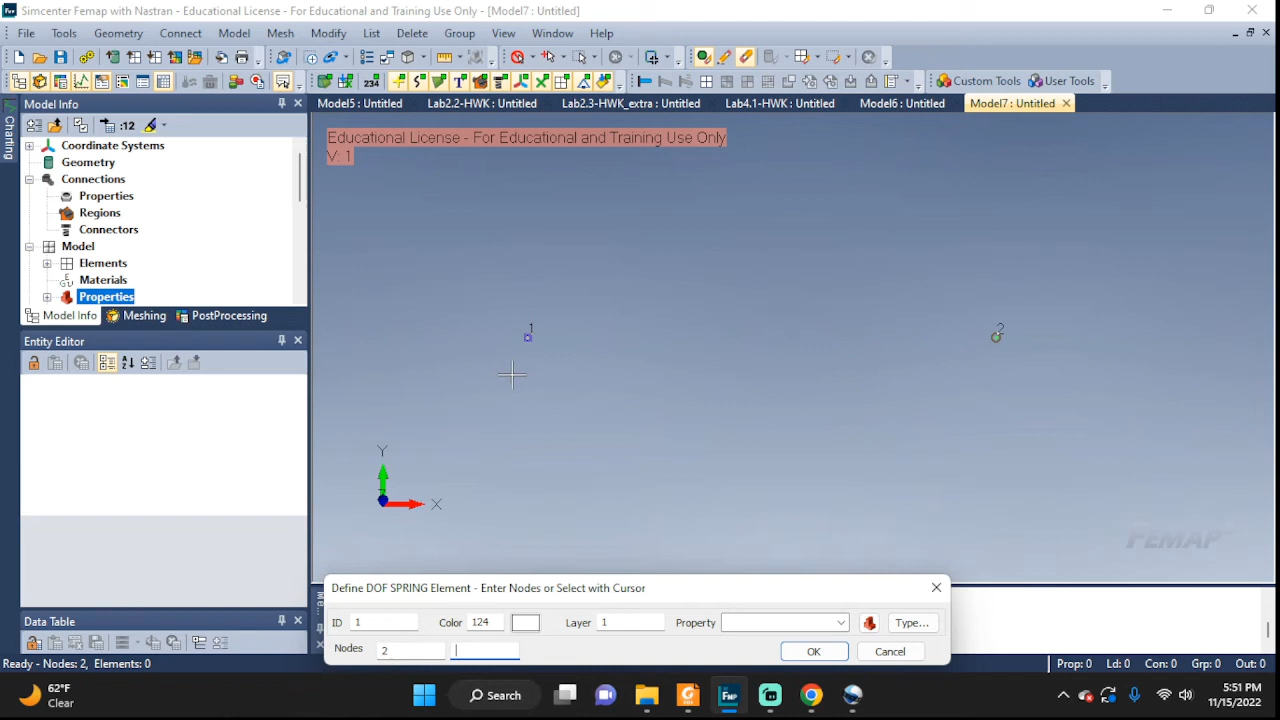 Simcenter Femap with Nastran - Educational License - For Educational and Training Use Only - [Model7 : Untitled]
File Tools Geometry Connect Model Mesh Modify List Delete Group View Window Help
234
Custom Tools User Tools
Model Info
Model5 : Untitled Lab2.2-HWK : Untitled Lab2.3-HWK_extra : Untitled Lab4.1-HWK : Untitled Model6 : Untitled Model7 : Untitled
Charting
:12
Educational License - For Educational and Training Use Only
V: 1
Coordinate Systems
Geometry
Connections
Properties
Regions
Connectors
Model
Elements
Materials
Properties
Model Info Meshing PostProcessing
1
2
Entity Editor
Y
Z
X
FEMAP
Define DOF SPRING Element - Enter Nodes or Select with Cursor
ID 1 Color 124 Layer 1 Property Type...
Nodes 2 OK Cancel
Data Table
Ready - Nodes: 2, Elements: 0
Prop: 0 Ld: 0 Con: 0 Grp: 0 Out: 0
62°F
Clear
Search
FMP
5:51 PM
11/15/2022